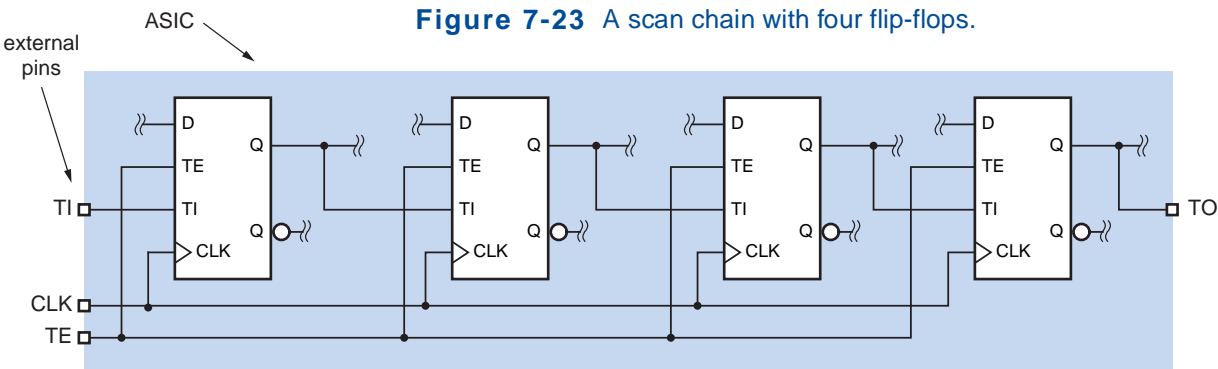 ASIC
Figure 7-23 A scan chain with four flip-flops.
external
pins
D D D D
Q Q Q Q
TE TE TE TE
TI TI TI TI TI TO
Q Q Q Q
CLK CLK CLK CLK
CLK
TE